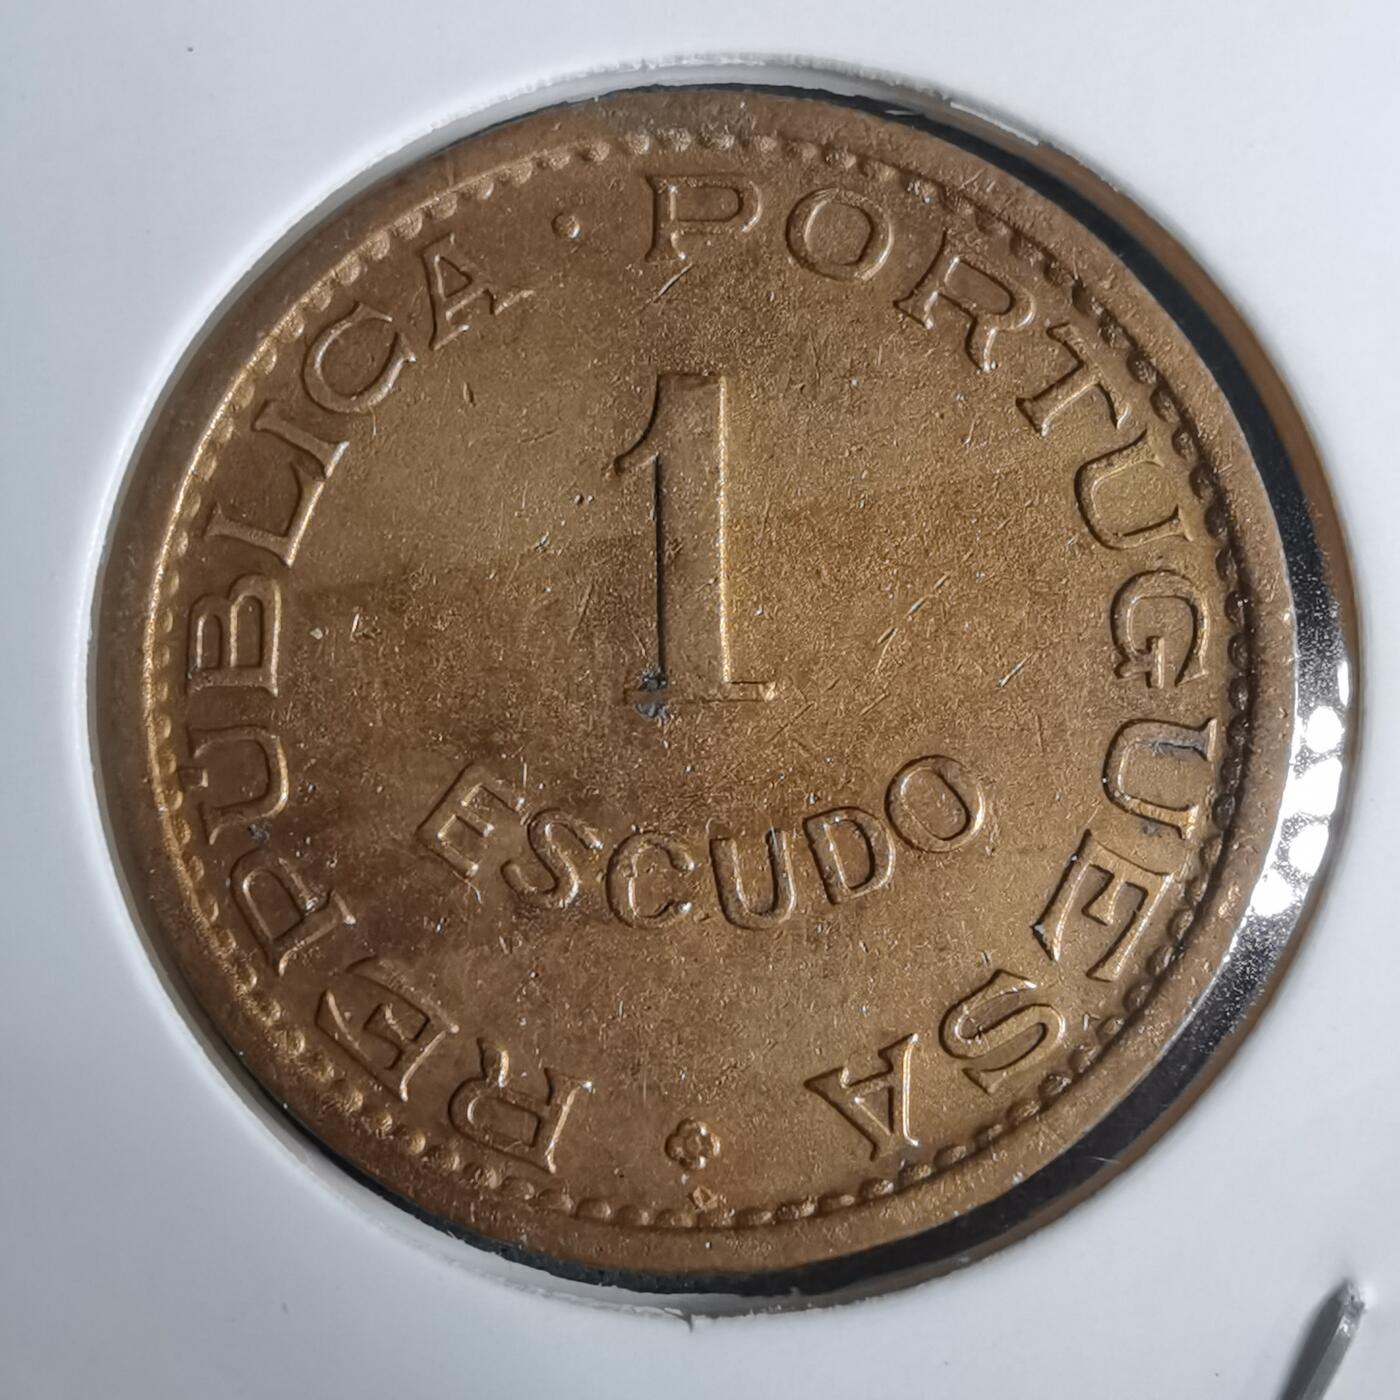 REPÚBLICA · PORTUGUESA
1
ESCUDO